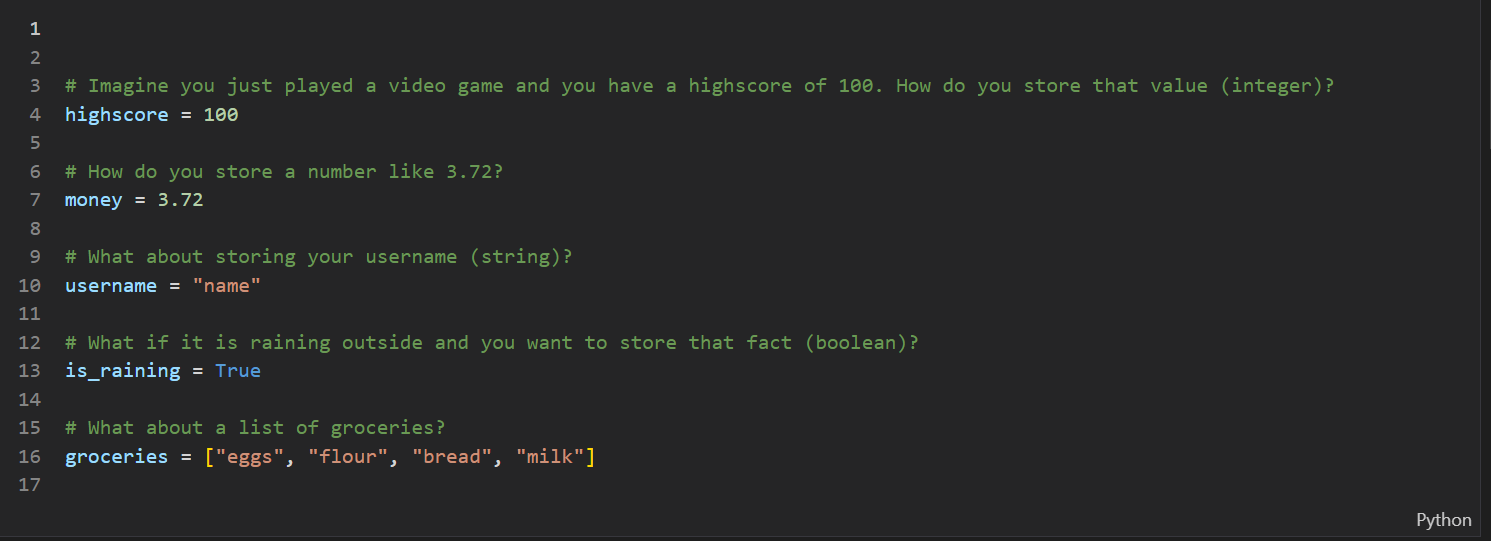 1
2
3 # Imagine you just played a video game and you have a highscore of 100. How do you store that value (integer)?
4 highscore = 100
5
6 # How do you store a number like 3.72?
7 money = 3.72
8
9 # What about storing your username (string)?
10 username = "name"
11
12 # What if it is raining outside and you want to store that fact (boolean)?
13 is_raining = True
14
15 # What about a list of groceries?
16 groceries = ["eggs", "flour", "bread", "milk"]
17
Python